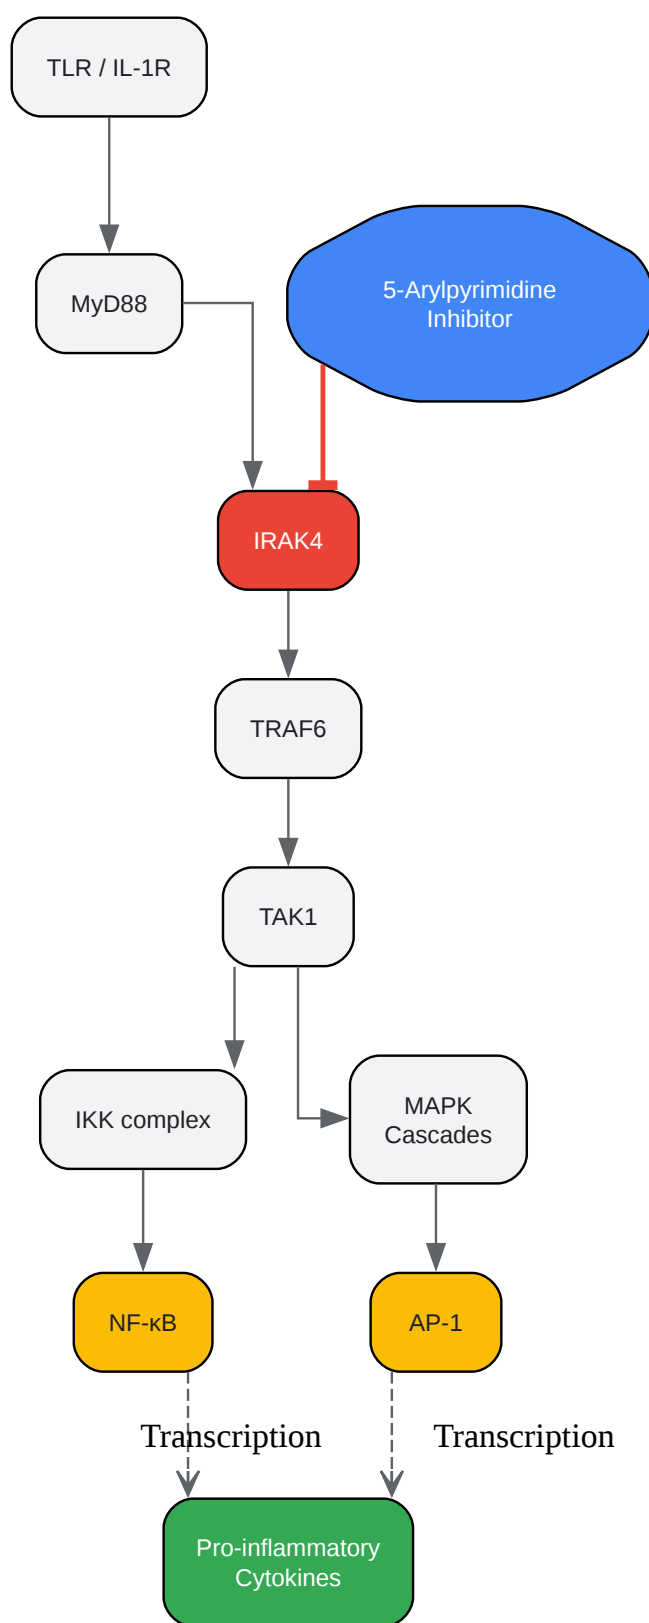 TLR / IL-1R
MyD88
5-Arylpyrimidine
Inhibitor
IRAK4
TRAF6
TAK1
IKK complex
MAPK
Cascades
NF-κB
AP-1
Transcription
Transcription
Pro-inflammatory
Cytokines